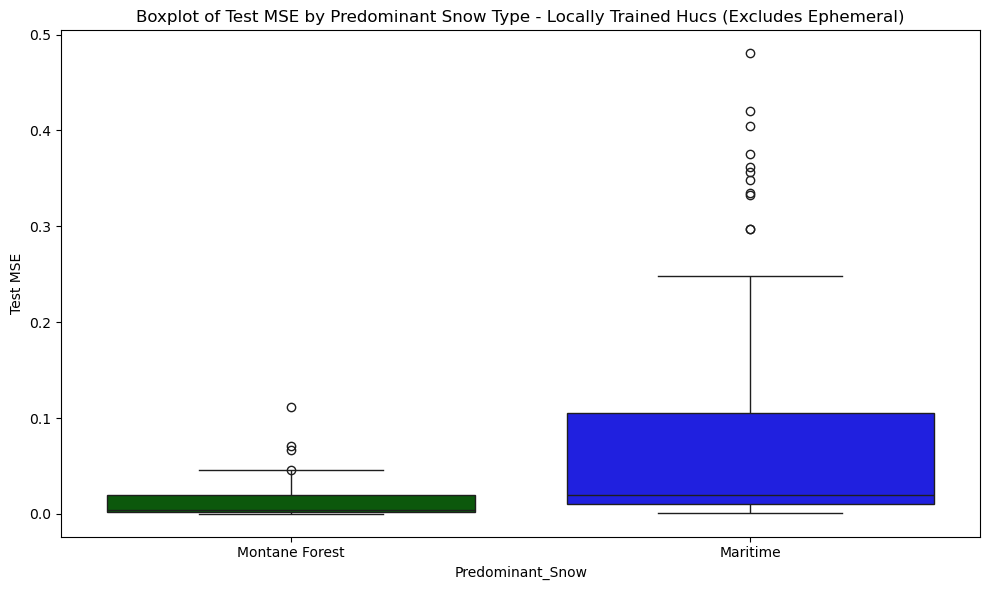 Boxplot of Test MSE by Predominant Snow Type - Locally Trained Hucs (Excludes Ephemeral)
0.5
0.4
0.3
0.2
0.1
0.0
Test MSE
Montane Forest
Maritime
Predominant_Snow